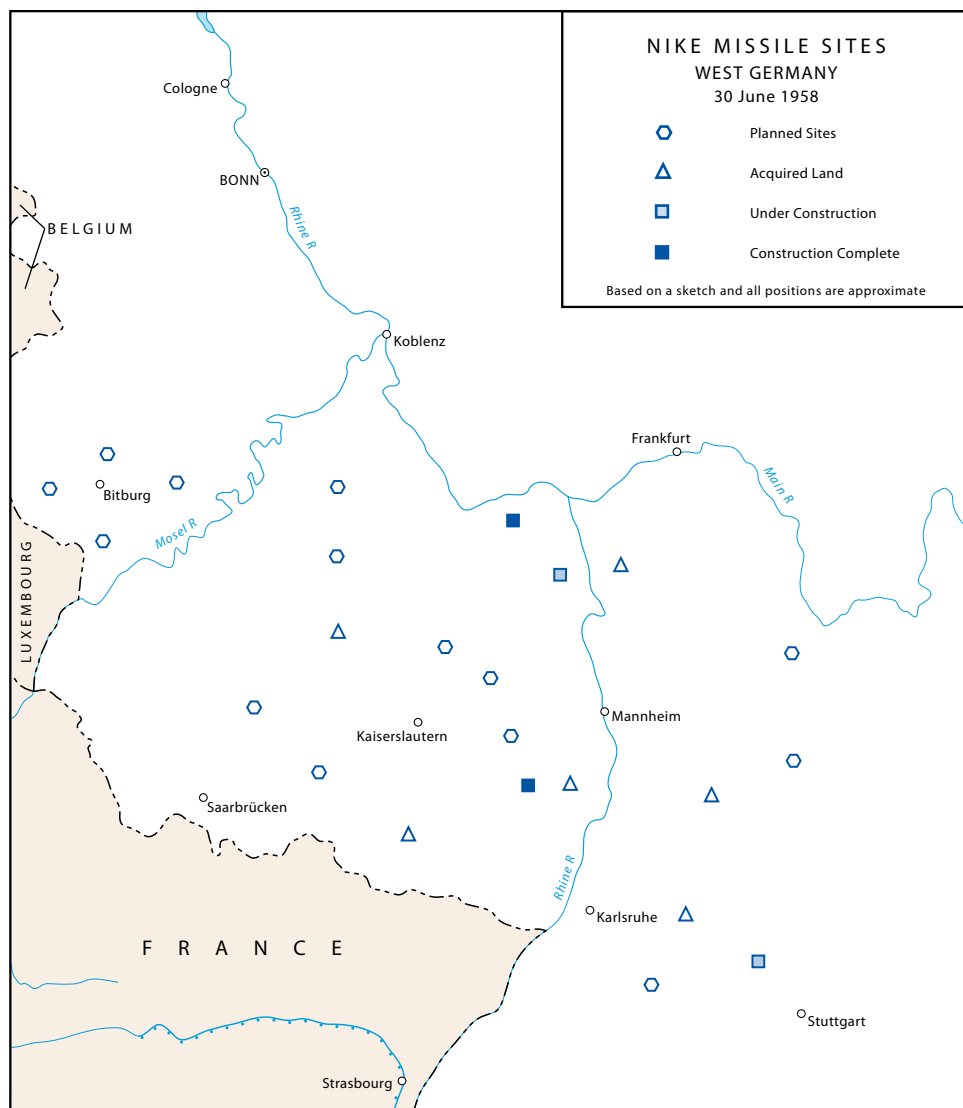 NIKE MISSILE SITES
WEST GERMANY
30 June 1958
Planned Sites
Acquired Land
Under Construction
Construction Complete
Based on a sketch and all positions are approximate
Cologne
BONN
Rhine R
BELGIUM
Koblenz
Frankfurt
Main R
Bitburg
Mosel R
LUXEMBOURG
Mannheim
Kaiserslautern
Saarbrücken
Rhine R
Karlsruhe
FRANCE
Stuttgart
Strasbourg